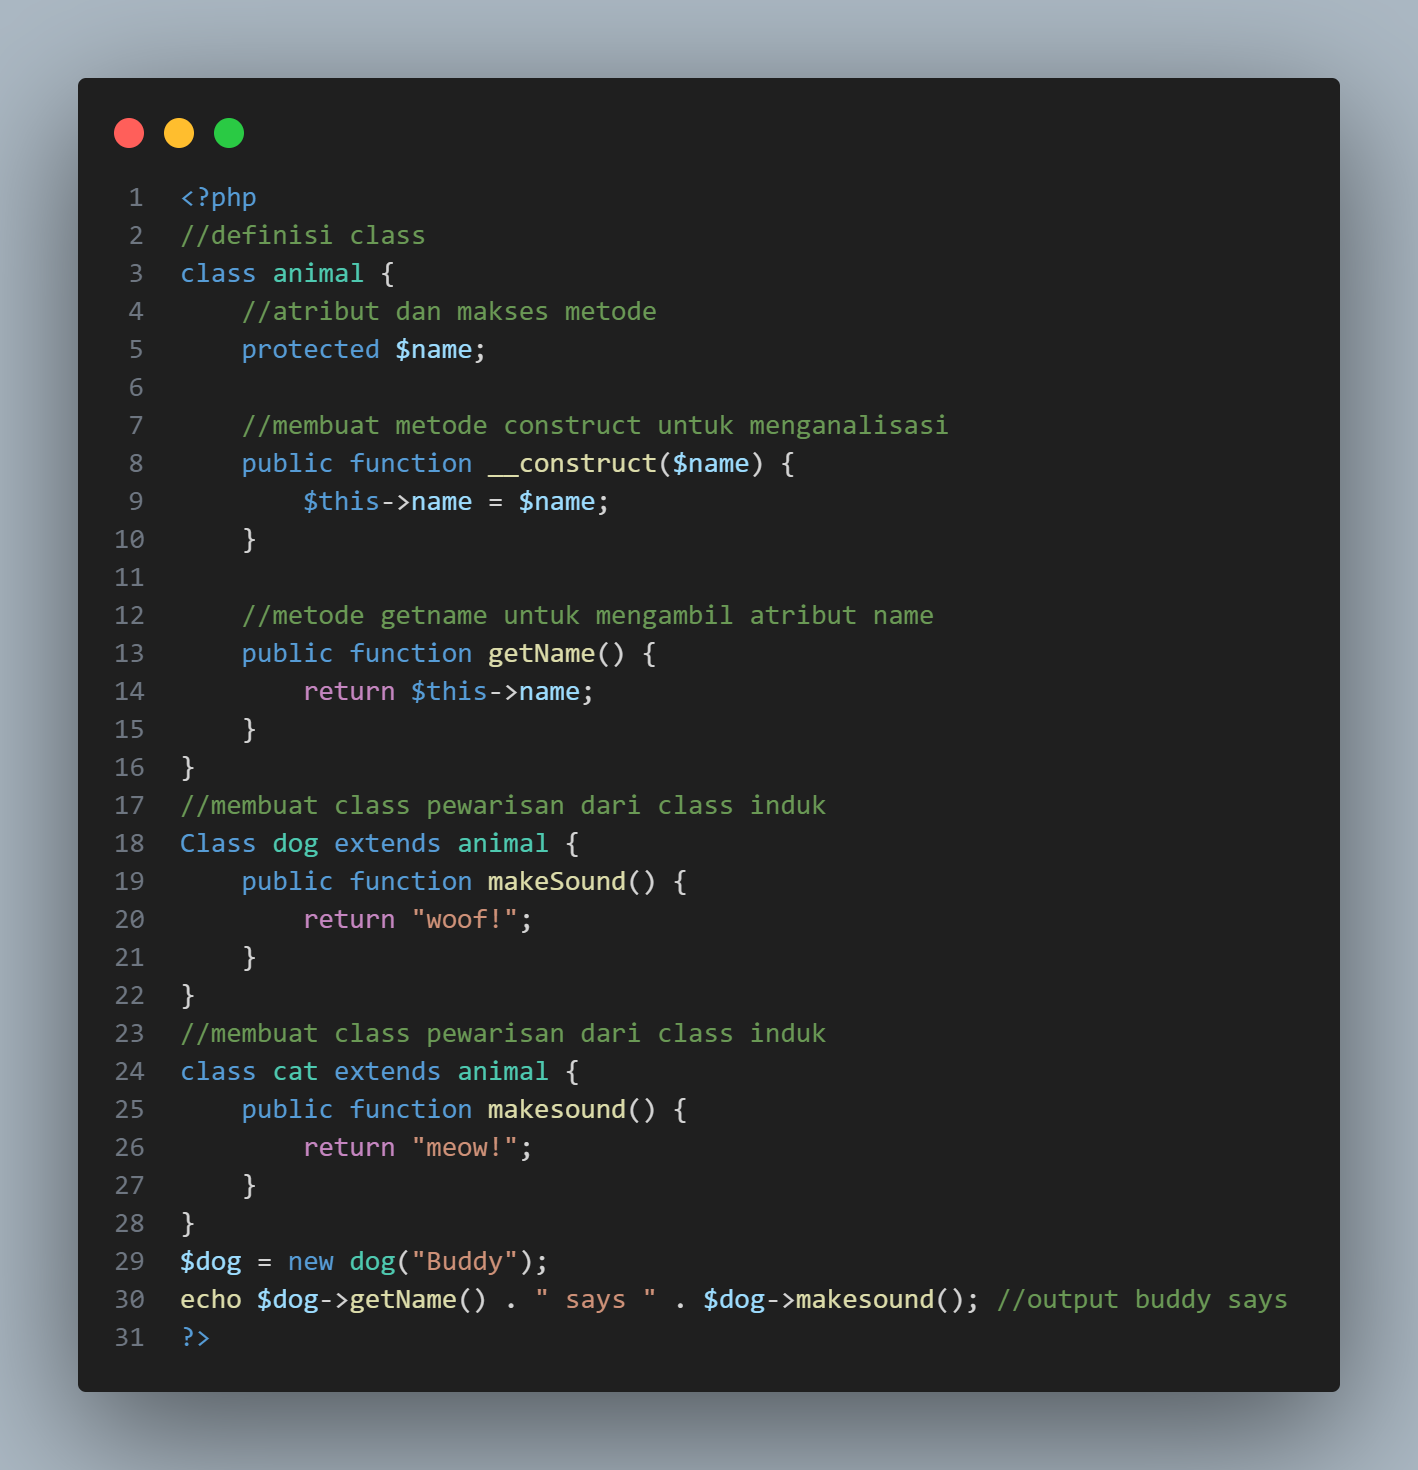 1 <?php
2 //definisi class
3 class animal {
4     //atribut dan makses metode
5     protected $name;
6
7     //membuat metode construct untuk menganalisasi
8     public function __construct($name) {
9         $this->name = $name;
10     }
11
12     //metode getname untuk mengambil atribut name
13     public function getName() {
14         return $this->name;
15     }
16 }
17 //membuat class pewarisan dari class induk
18 Class dog extends animal {
19     public function makeSound() {
20         return "woof!";
21     }
22 }
23 //membuat class pewarisan dari class induk
24 class cat extends animal {
25     public function makesound() {
26         return "meow!";
27     }
28 }
29 $dog = new dog("Buddy");
30 echo $dog->getName() . " says " . $dog->makesound(); //output buddy says
31 ?>